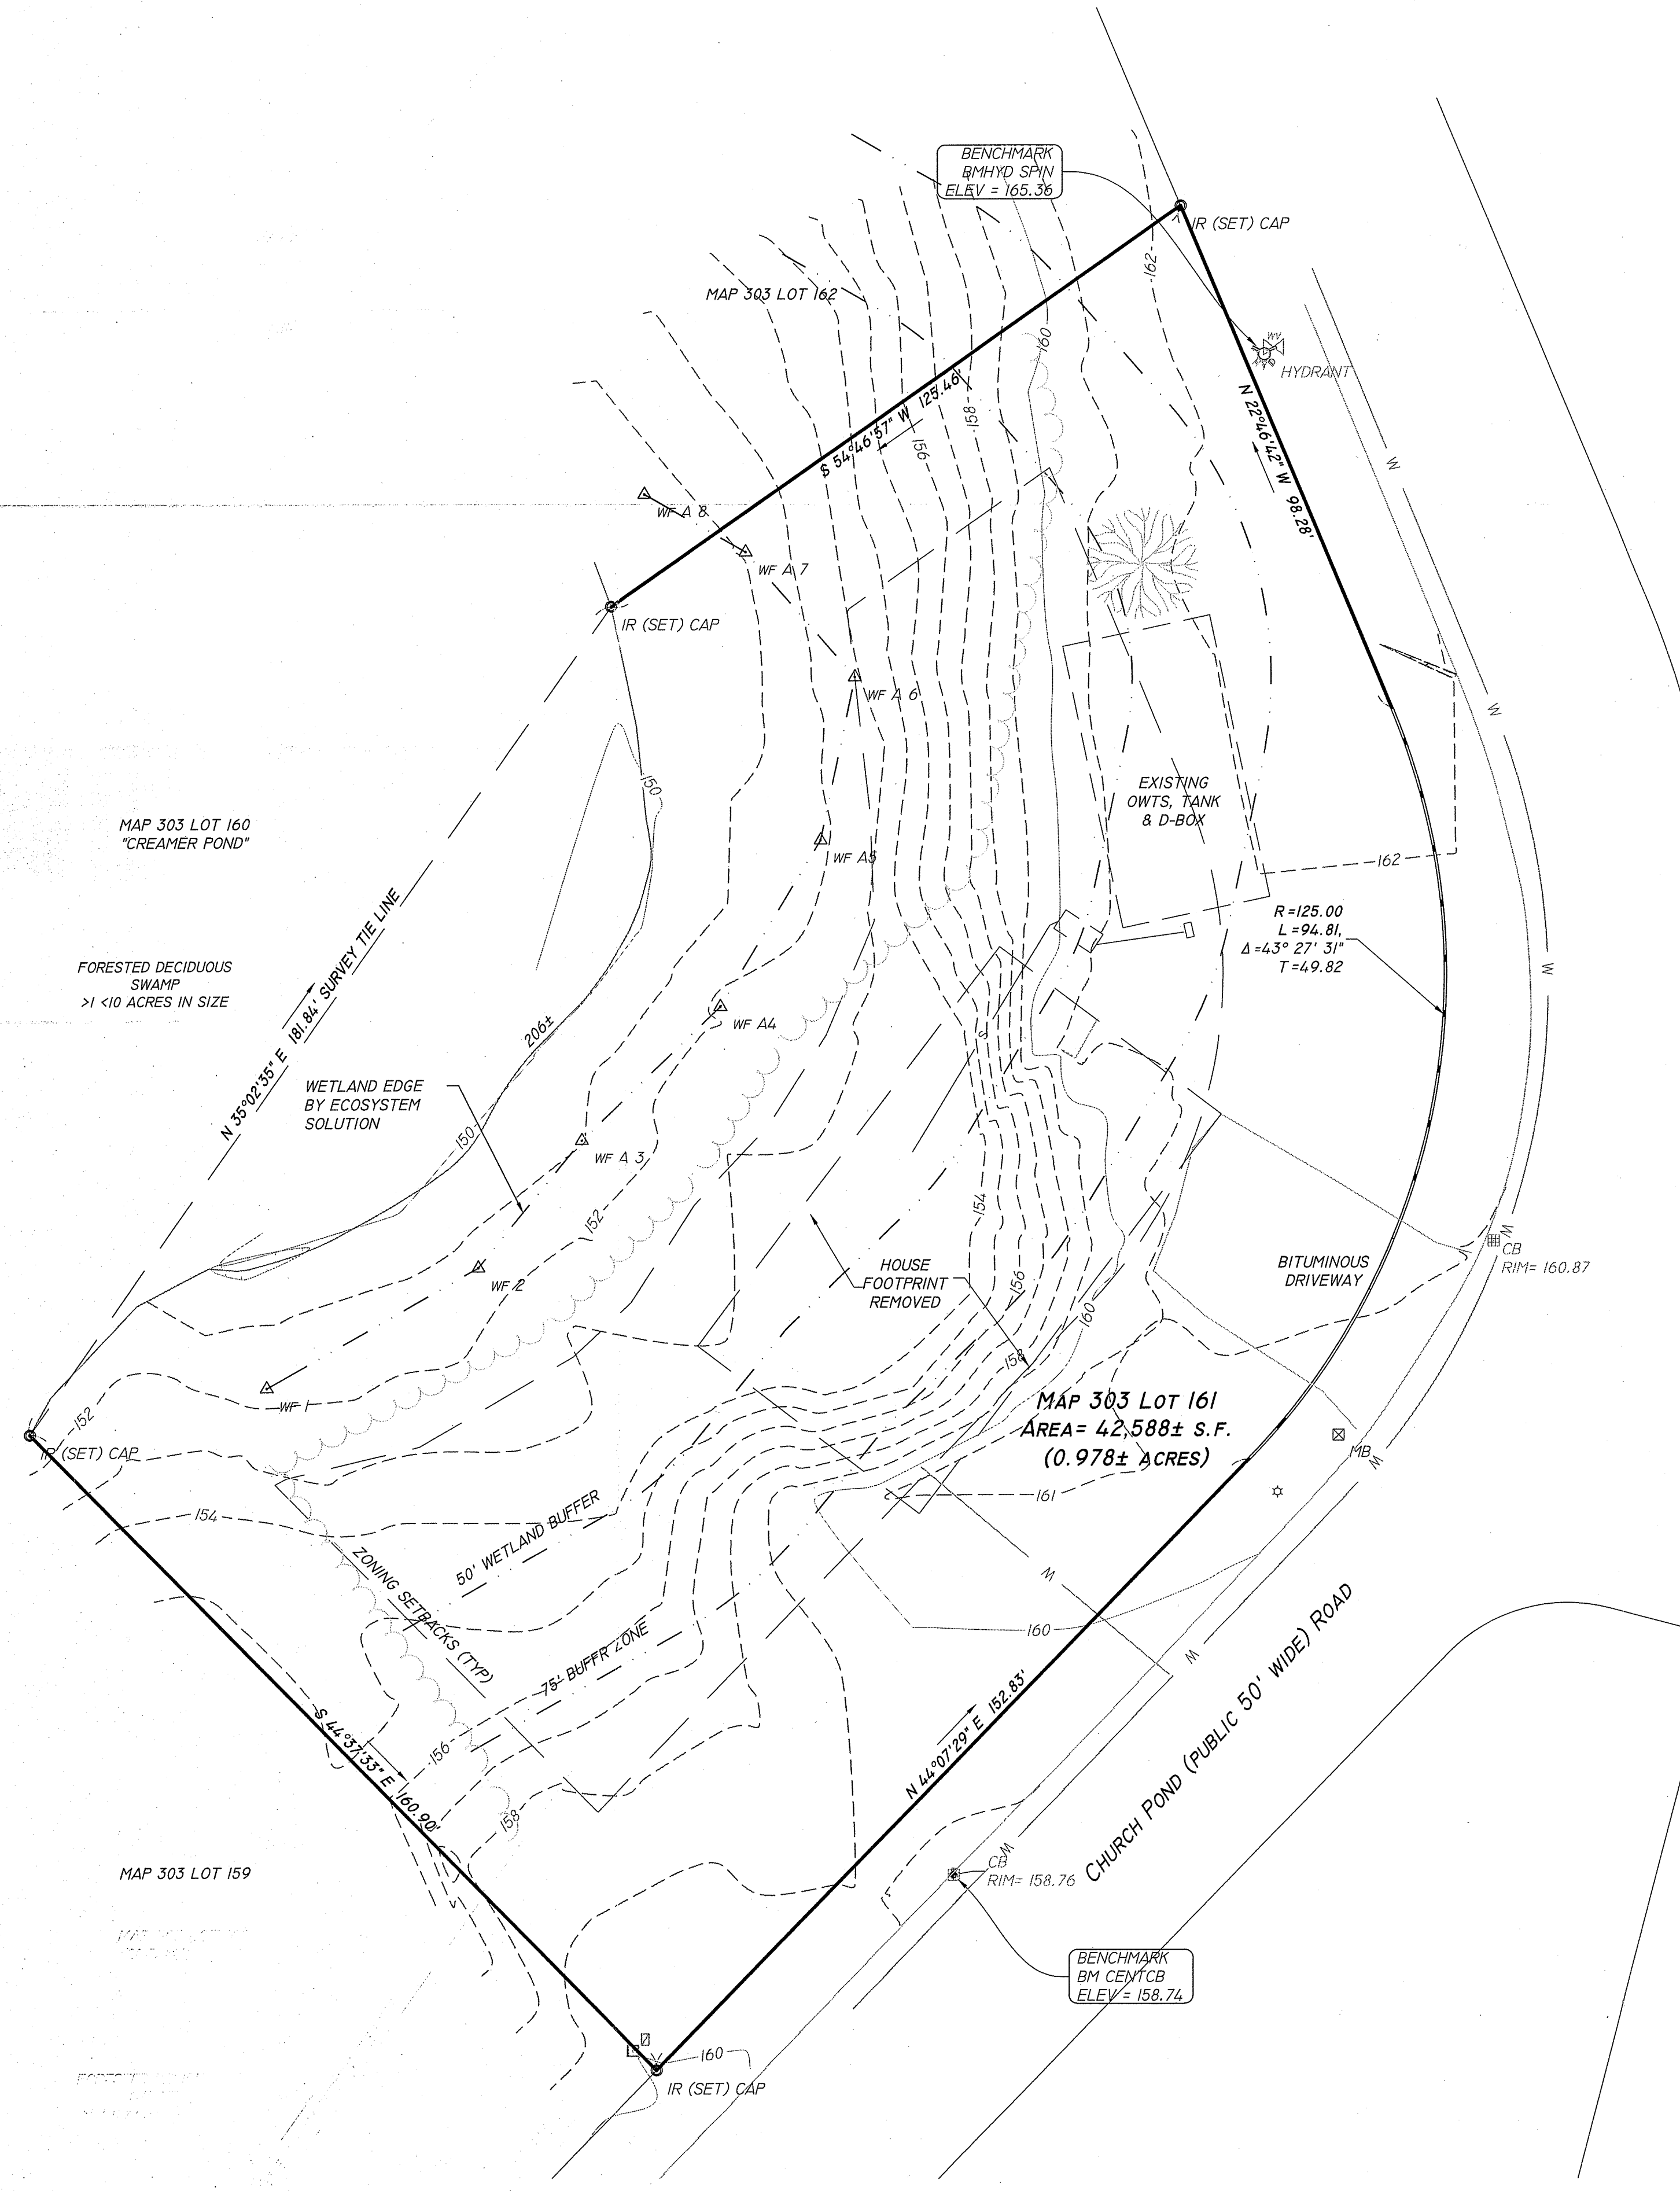 BENCHMARK
BMHYD SPIN
ELEV = 165.36
IR (SET) CAP
162
MAP 303 LOT 162
160
HYDRANT
WV
HYD
S 54°46'57" W 125.46'
158
156
N 22°46'42" W 98.28'
W
WF A 8
WF A 7
IR (SET) CAP
WF A 6
W
150
EXISTING
OWTS, TANK
& D-BOX
MAP 303 LOT 160
"CREAMER POND"
WF A5
162
R=125.00
L=94.81,
Δ=43° 27' 31"
T=49.82
FORESTED DECIDUOUS
SWAMP
>1 <10 ACRES IN SIZE
W
N 35°02'35" E 181.84' SURVEY TIE LINE
206±
WF A4
S
WETLAND EDGE
BY ECOSYSTEM
SOLUTION
150
WF A 3
152
154
W
CB
RIM= 160.87
HOUSE
FOOTPRINT
REMOVED
BITUMINOUS
DRIVEWAY
WF 2
156
160
158
WF 1
152
IR (SET) CAP
MAP 303 LOT 161
AREA= 42,588± S.F.
(0.978± ACRES)
MB
W
161
154
50' WETLAND BUFFER
ZONING SETBACKS (TYP)
W
160
75' BUFFR ZONE
W
S 44°37'33" E 160.90'
156
N 44°07'29" E 152.83'
CHURCH POND (PUBLIC 50' WIDE) ROAD
158
W
CB
RIM= 158.76
MAP 303 LOT 159
BENCHMARK
BM CENTCB
ELEV = 158.74
160
IR (SET) CAP